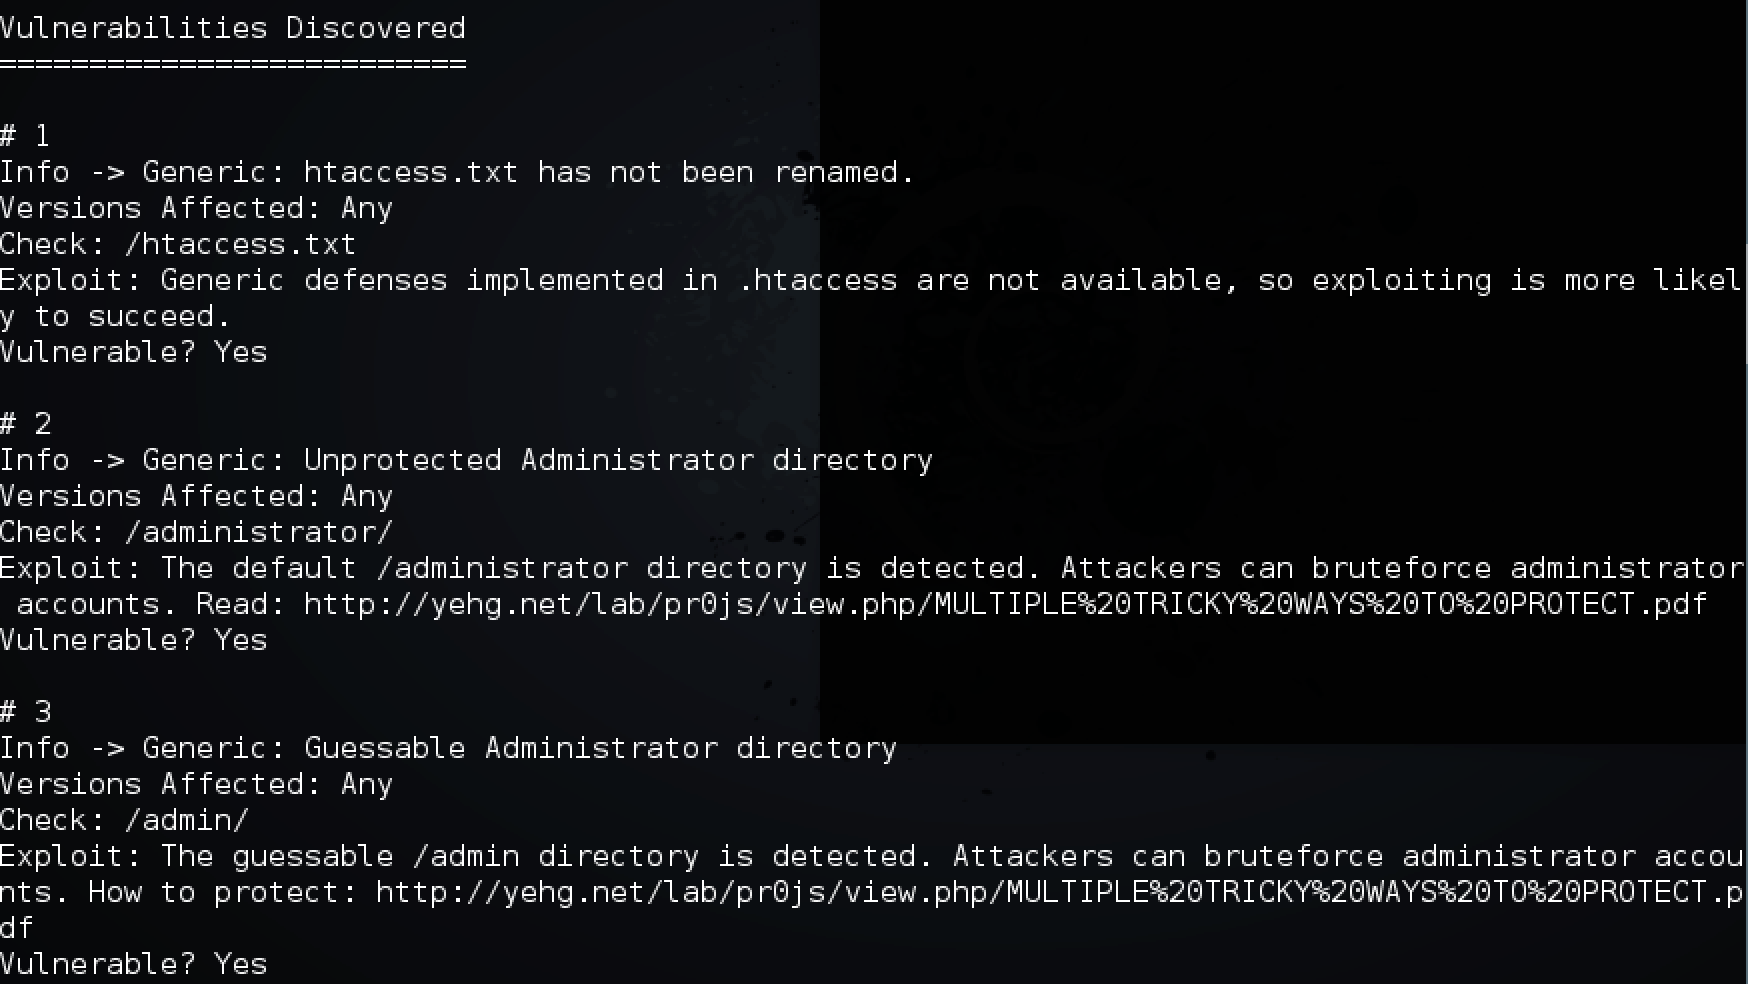 Vulnerabilities Discovered
==========================
# 1
Info -> Generic: htaccess.txt has not been renamed.
Versions Affected: Any
Check: /htaccess.txt
Exploit: Generic defenses implemented in .htaccess are not available, so exploiting is more likel
y to succeed.
Vulnerable? Yes
# 2
Info -> Generic: Unprotected Administrator directory
Versions Affected: Any
Check: /administrator/
Exploit: The default /administrator directory is detected. Attackers can bruteforce administrator
 accounts. Read: http://yehg.net/lab/pr0js/view.php/MULTIPLE%20TRICKY%20WAYS%20TO%20PROTECT.pdf
Vulnerable? Yes
# 3
Info -> Generic: Guessable Administrator directory
Versions Affected: Any
Check: /admin/
Exploit: The guessable /admin directory is detected. Attackers can bruteforce administrator accou
nts. How to protect: http://yehg.net/lab/pr0js/view.php/MULTIPLE%20TRICKY%20WAYS%20TO%20PROTECT.p
df
Vulnerable? Yes